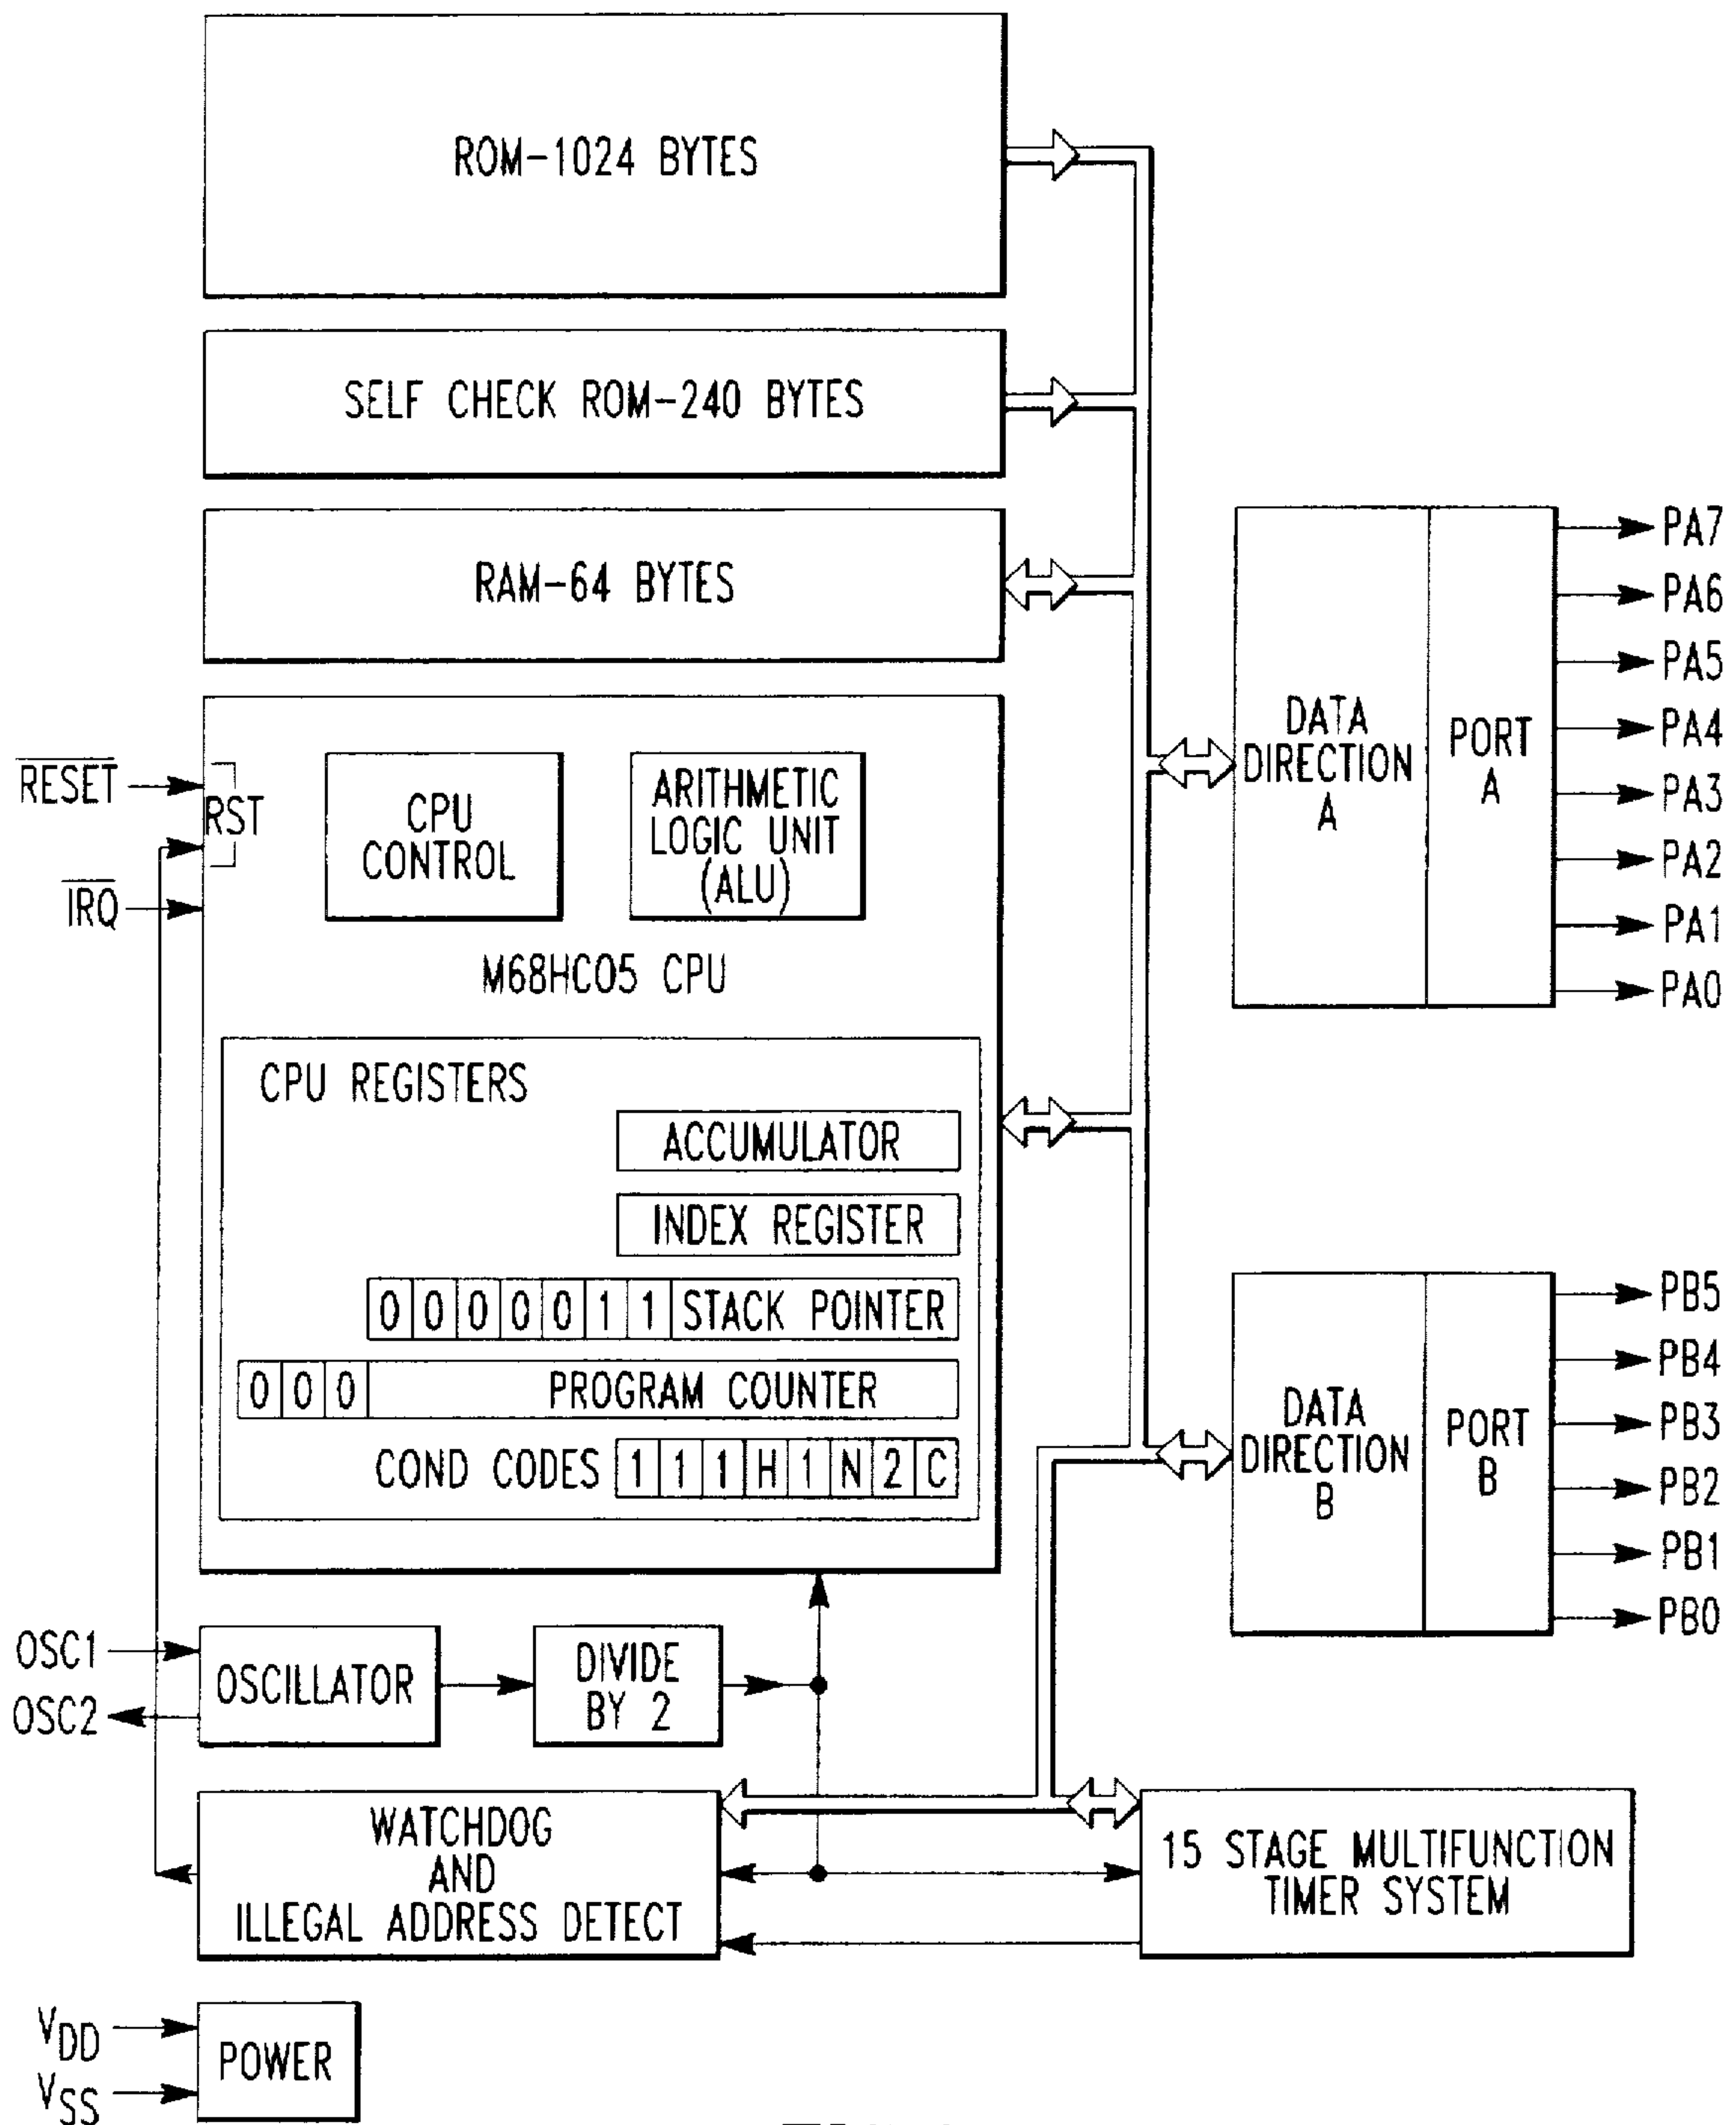 ROM-1024 BYTES
SELF CHECK ROM-240 BYTES
RAM-64 BYTES
RESET
RST
IRQ
CPU
CONTROL
ARITHMETIC
LOGIC UNIT
(ALU)
M68HC05 CPU
CPU REGISTERS
ACCUMULATOR
INDEX REGISTER
0 0 0 0 0 1 1 STACK POINTER
0 0 0 PROGRAM COUNTER
COND CODES 1 1 1 H 1 N 2 C
DATA
DIRECTION
A
PORT
A
PA7
PA6
PA5
PA4
PA3
PA2
PA1
PA0
DATA
DIRECTION
B
PORT
B
PB5
PB4
PB3
PB2
PB1
PB0
OSC1
OSC2
OSCILLATOR
DIVIDE
BY 2
WATCHDOG
AND
ILLEGAL ADDRESS DETECT
15 STAGE MULTIFUNCTION
TIMER SYSTEM
VDD
VSS
POWER